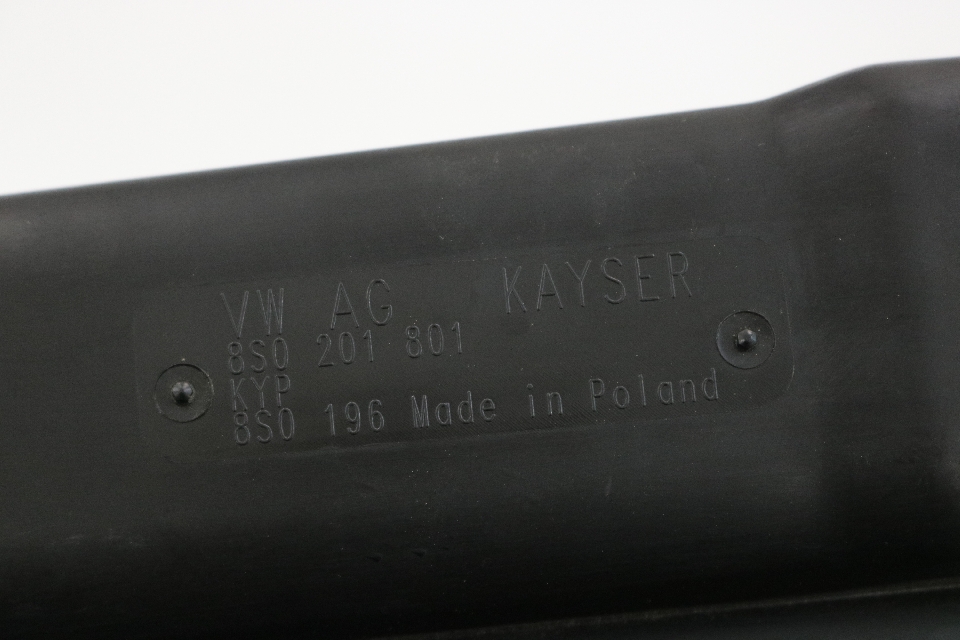 VW AG KAYSER
8S0 201 801
KYP
8S0 196 Made in Poland